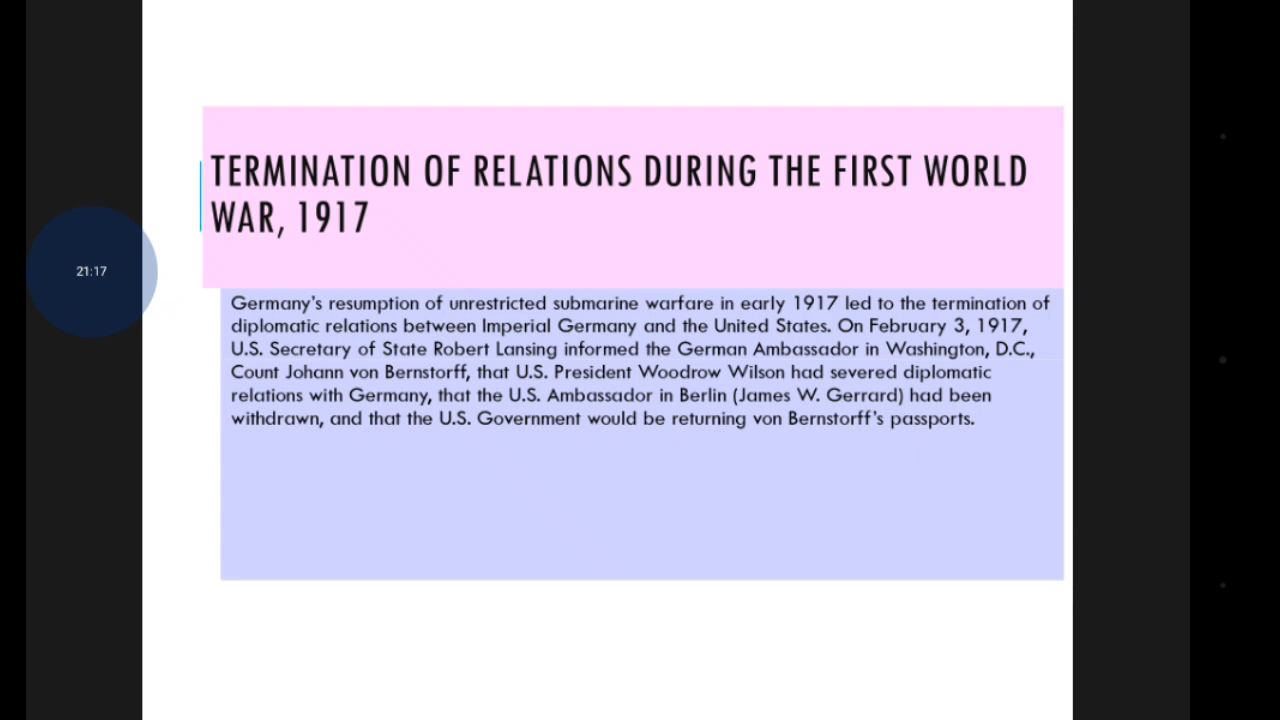 TERMINATION OF RELATIONS DURING THE FIRST WORLD
WAR, 1917
21:17
Germany's resumption of unrestricted submarine warfare in early 1917 led to the termination of
diplomatic relations between Imperial Germany and the United States. On February 3, 1917,
U.S. Secretary of State Robert Lansing informed the German Ambassador in Washington, D.C.,
Count Johann von Bernstorff, that U.S. President Woodrow Wilson had severed diplomatic
relations with Germany, that the U.S. Ambassador in Berlin (James W. Gerrard) had been
withdrawn, and that the U.S. Government would be returning von Bernstorff's passports.